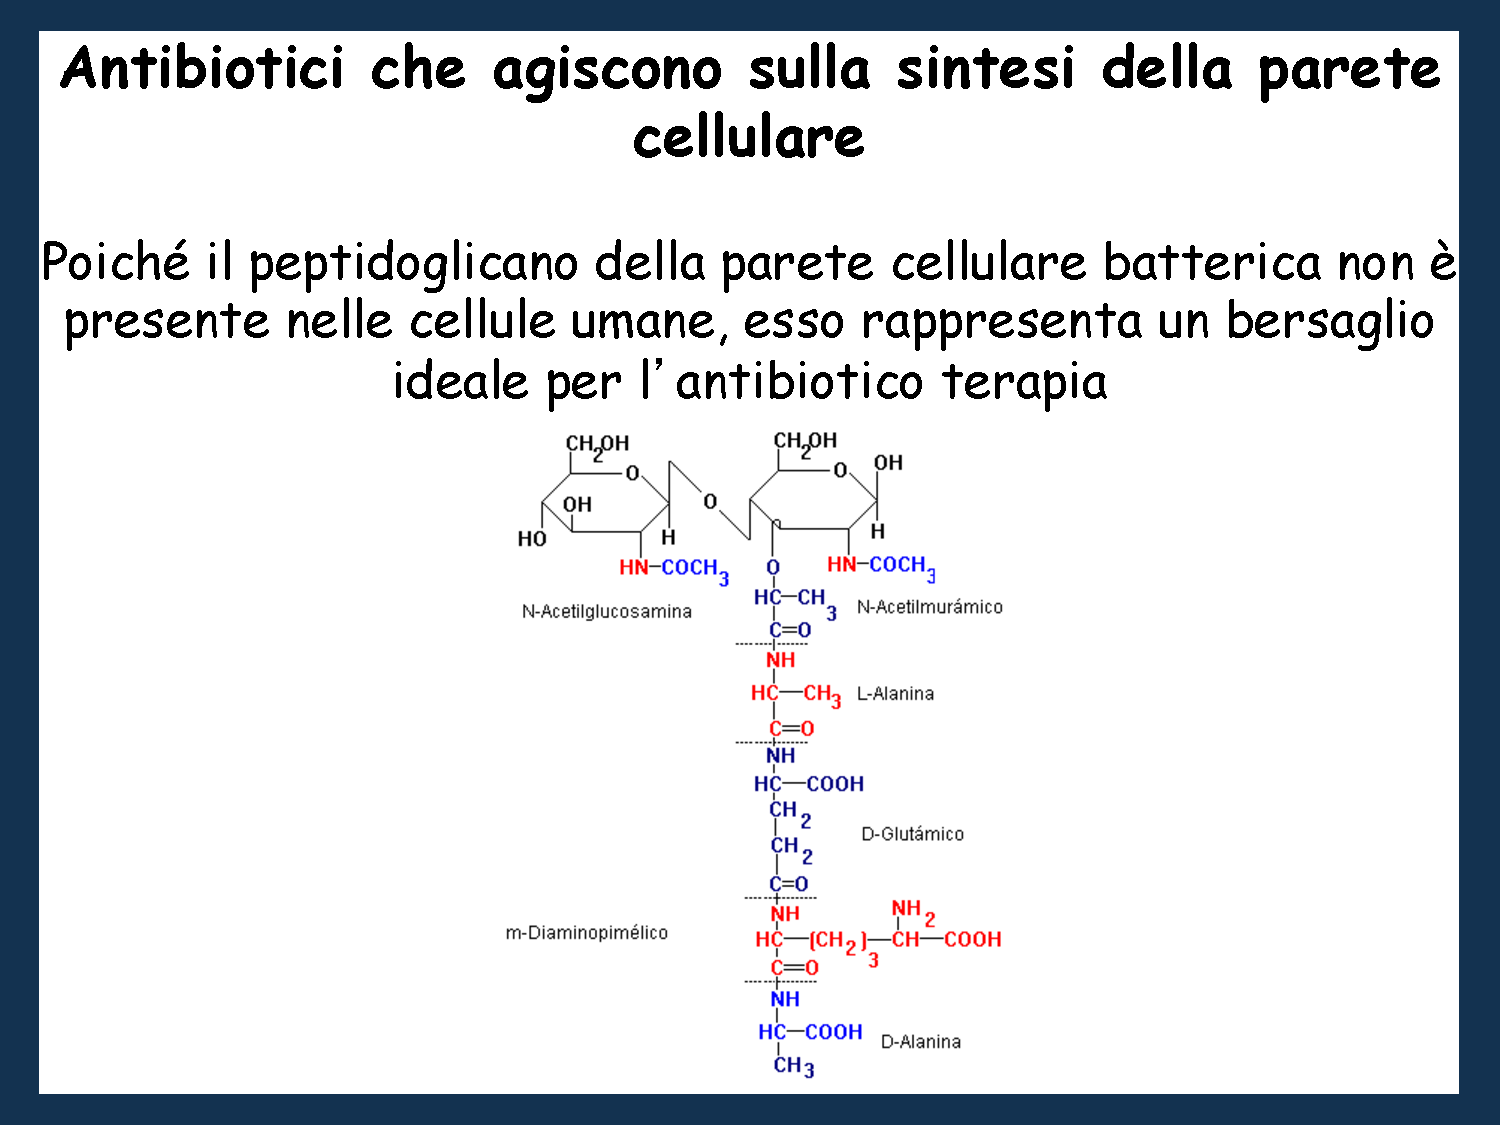 Antibiotici che agiscono sulla sintesi della parete
cellulare
Poiché il peptidoglicano della parete cellulare batterica non è
presente nelle cellule umane, esso rappresenta un bersaglio
ideale per l’antibiotico terapia
CH2OH
CH2OH
O
O
OH
OH
O
HO
H
H
HN-COCH3
O
HN-COCH3
HC-CH3
N-Acetilglucosamina
N-Acetilmurámico
C=O
NH
HC-CH3
L-Alanina
C=O
NH
HC-COOH
CH2
D-Glutámico
CH2
C=O
NH
NH2
m-Diaminopimélico
HC-(CH2)3-CH-COOH
C=O
NH
HC-COOH
D-Alanina
CH3